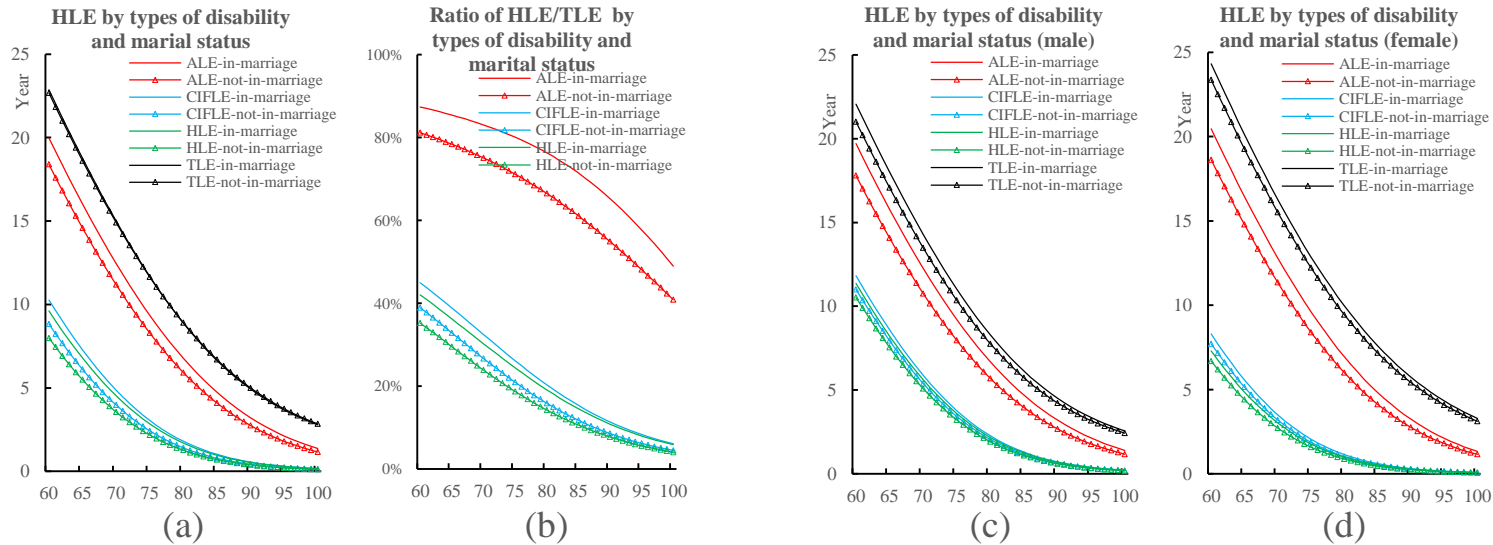 HLE by types of disability
and marial status
25
20
15
10
5
0
Year
ALE-in-marriage
ALE-not-in-marriage
CIFLE-in-marriage
CIFLE-not-in-marriage
HLE-in-marriage
HLE-not-in-marriage
TLE-in-marriage
TLE-not-in-marriage
60 65 70 75 80 85 90 95 100
(a)
Ratio of HLE/TLE by
types of disability and
marital status
100%
80%
60%
40%
20%
0%
ALE-in-marriage
ALE-not-in-marriage
CIFLE-in-marriage
CIFLE-not-in-marriage
HLE-in-marriage
HLE-not-in-marriage
60 65 70 75 80 85 90 95 100
(b)
HLE by types of disability
and marial status (male)
25
20
15
10
5
0
Year
ALE-in-marriage
ALE-not-in-marriage
CIFLE-in-marriage
CIFLE-not-in-marriage
HLE-in-marriage
HLE-not-in-marriage
TLE-in-marriage
TLE-not-in-marriage
60 65 70 75 80 85 90 95 100
(c)
HLE by types of disability
and marial status (female)
25
20
15
10
5
0
Year
ALE-in-marriage
ALE-not-in-marriage
CIFLE-in-marriage
CIFLE-not-in-marriage
HLE-in-marriage
HLE-not-in-marriage
TLE-in-marriage
TLE-not-in-marriage
60 65 70 75 80 85 90 95 100
(d)